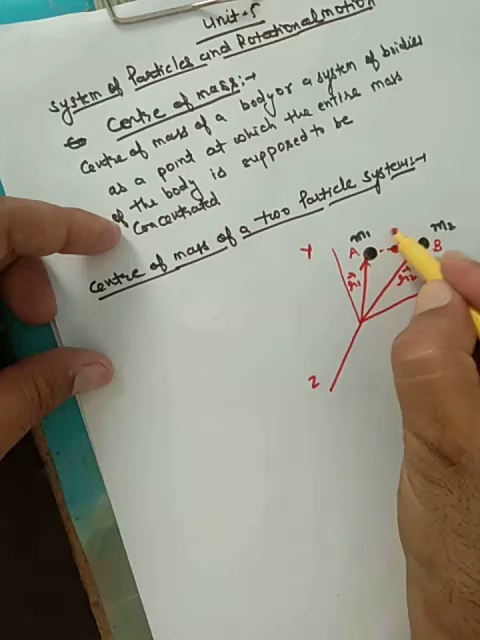 Unit-5
System of Particles and Rotational motion
Centre of mass:→
Centre of mass of a body or a system of bodies
as a point at which the entire mass
of the body is supposed to be
Concentrated
Centre of mass of a two Particle system:→
Y
m1
m2
A
B
r1
r2
Z